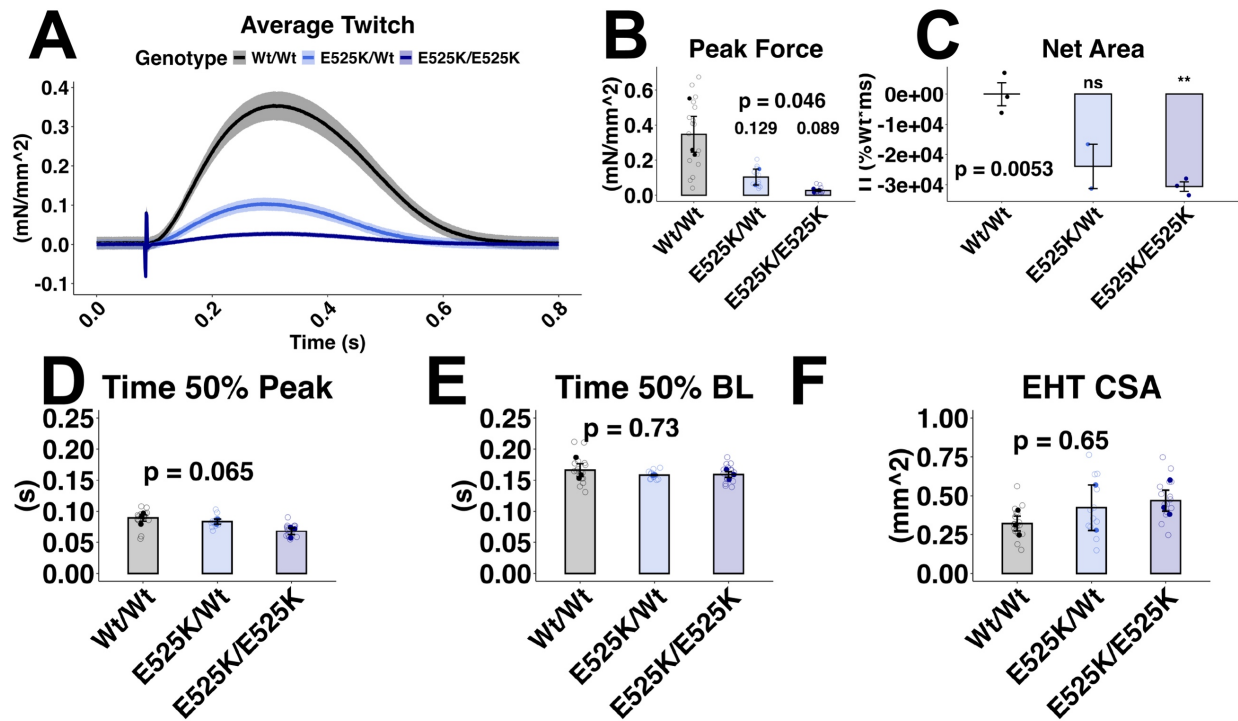 A
Average Twitch
Genotype Wt/Wt E525K/Wt E525K/E525K
(mN/mm^2)
0.4
0.3
0.2
0.1
0.0
-0.1
0.0
0.2
0.4
0.6
0.8
Time (s)
B
Peak Force
(mN/mm^2)
0.6
0.4
0.2
0.0
p = 0.046
0.129 0.089
Wt/Wt
E525K/Wt
E525K/E525K
C
Net Area
(%Wt*ms)
0e+00
-1e+04
-2e+04
-3e+04
ns
**
p = 0.0053
Wt/Wt
E525K/Wt
E525K/E525K
D
Time 50% Peak
(s)
0.25
0.20
0.15
0.10
0.05
0.00
p = 0.065
Wt/Wt
E525K/Wt
E525K/E525K
E
Time 50% BL
(s)
0.25
0.20
0.15
0.10
0.05
0.00
p = 0.73
Wt/Wt
E525K/Wt
E525K/E525K
F
EHT CSA
(mm^2)
1.00
0.75
0.50
0.25
0.00
p = 0.65
Wt/Wt
E525K/Wt
E525K/E525K